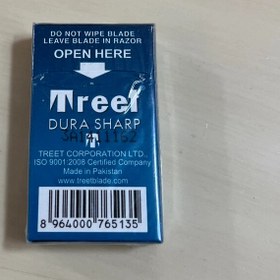 DO NOT WIPE BLADE
LEAVE BLADE IN RAZOR
OPEN HERE
Treet
DURA SHARP
TREET CORPORATION LTD.
ISO 9001:2008 Certified Company
Made in Pakistan
www.treetblade.com
8 964000 765135